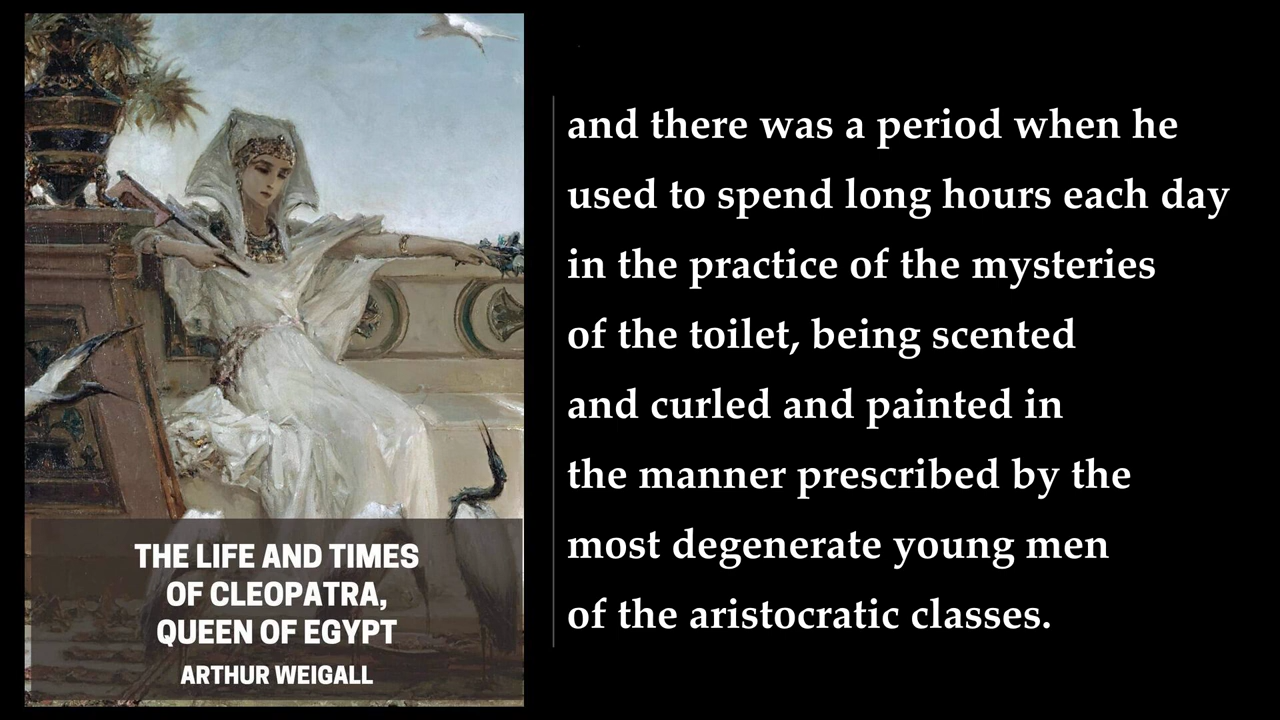 THE LIFE AND TIMES
OF CLEOPATRA,
QUEEN OF EGYPT
ARTHUR WEIGALL
and there was a period when he
used to spend long hours each day
in the practice of the mysteries
of the toilet, being scented
and curled and painted in
the manner prescribed by the
most degenerate young men
of the aristocratic classes.